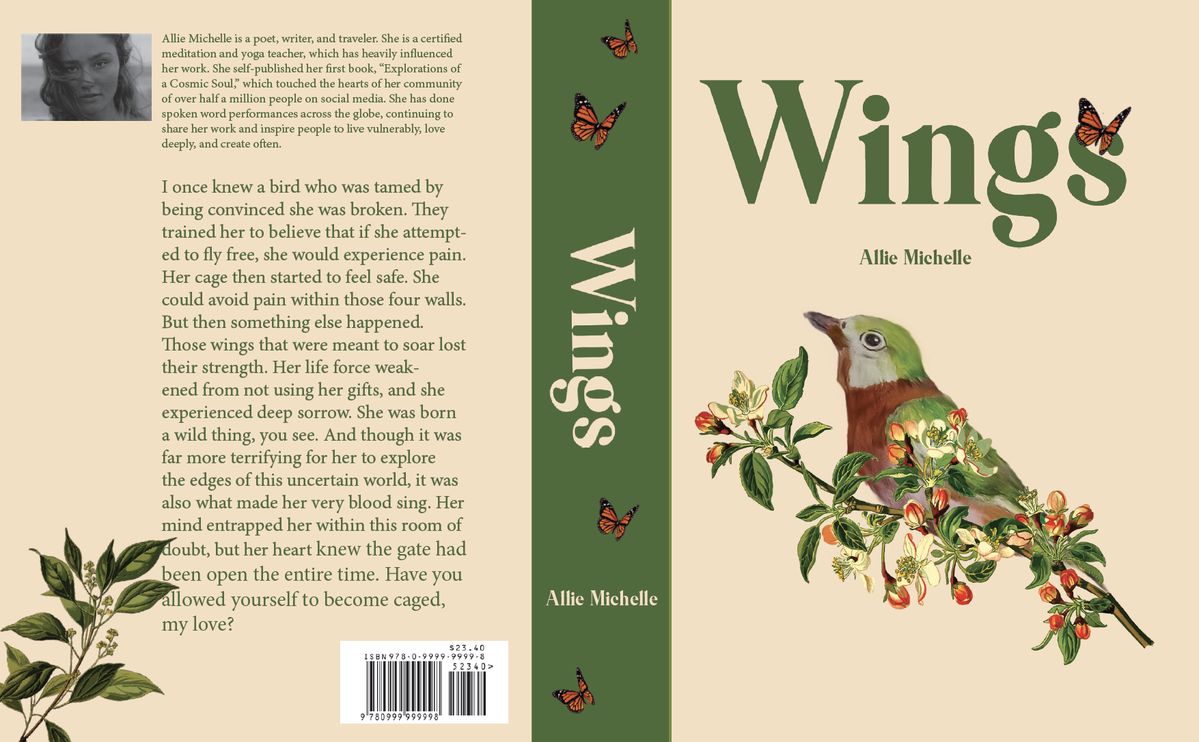 Allie Michelle is a poet, writer, and traveler. She is a certified
meditation and yoga teacher, which has heavily influenced
her work. She self-published her first book, “Explorations of
a Cosmic Soul,” which touched the hearts of her community
of over half a million people on social media. She has done
spoken word performances across the globe, continuing to
share her work and inspire people to live vulnerably, love
deeply, and create often.
I once knew a bird who was tamed by
being convinced she was broken. They
trained her to believe that if she attempt-
ed to fly free, she would experience pain.
Her cage then started to feel safe. She
could avoid pain within those four walls.
But then something else happened.
Those wings that were meant to soar lost
their strength. Her life force weak-
ened from not using her gifts, and she
experienced deep sorrow. She was born
a wild thing, you see. And though it was
far more terrifying for her to explore
the edges of this uncertain world, it was
also what made her very blood sing. Her
mind entrapped her within this room of
doubt, but her heart knew the gate had
been open the entire time. Have you
allowed yourself to become caged,
my love?
$23.40
ISBN 978-0-9999-9999-8
52340>
9 780999 999998
Wings
Allie Michelle
Wings
Allie Michelle